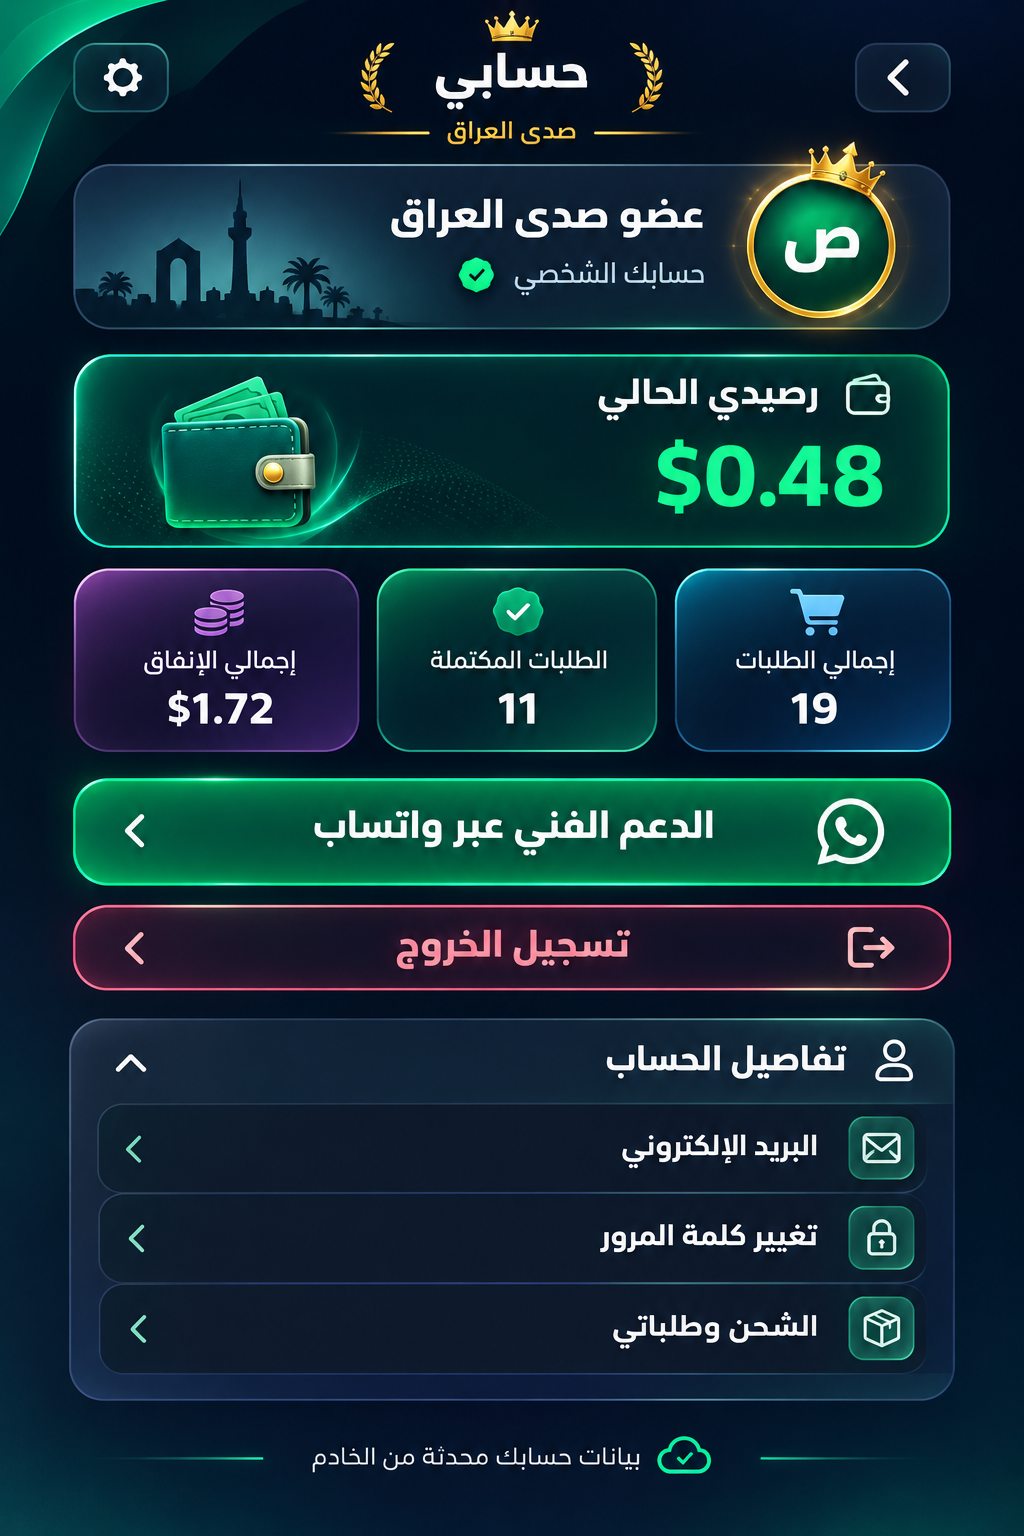 حسابي
صدى العراق
ص
عضو صدى العراق
حسابك الشخصي
رصيدي الحالي
$0.48
إجمالي الطلبات
19
الطلبات المكتملة
11
إجمالي الإنفاق
$1.72
الدعم الفني عبر واتساب
تسجيل الخروج
تفاصيل الحساب
البريد الإلكتروني
تغيير كلمة المرور
الشحن وطلباتي
بيانات حسابك محدثة من الخادم